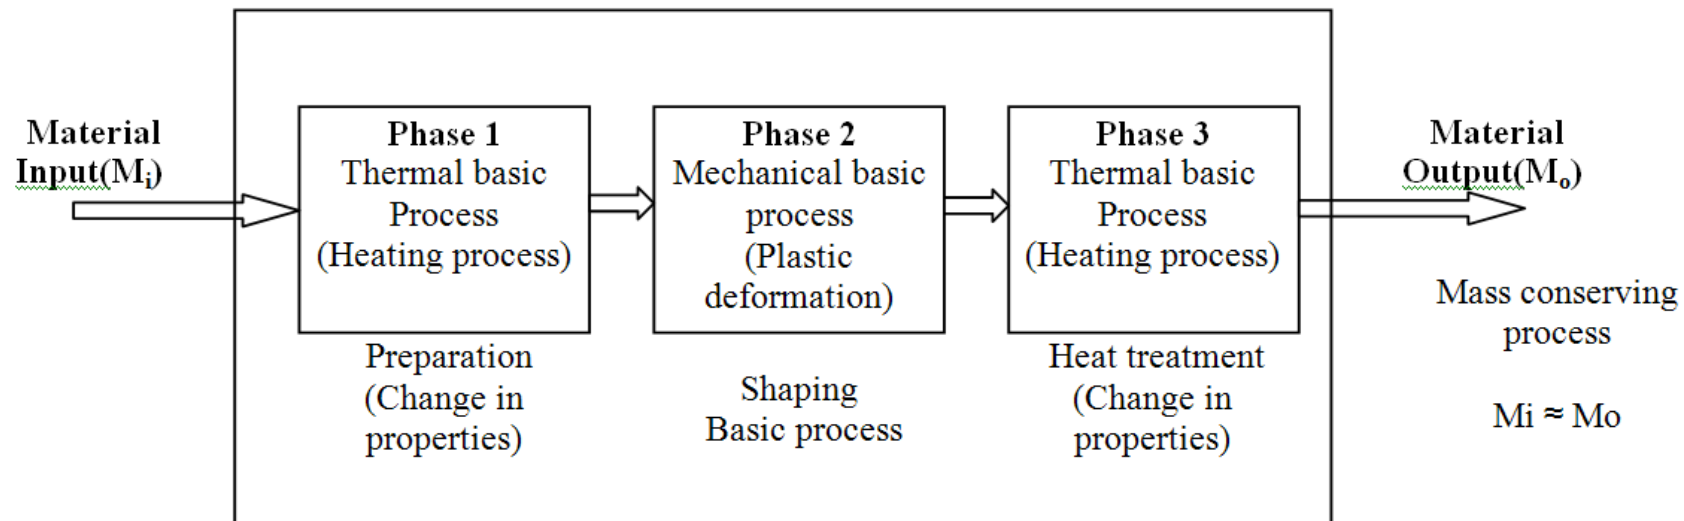 Material
Input(Mi)
Phase 1
Thermal basic
Process
(Heating process)
Preparation
(Change in
properties)
Phase 2
Mechanical basic
process
(Plastic
deformation)
Shaping
Basic process
Phase 3
Thermal basic
Process
(Heating process)
Heat treatment
(Change in
properties)
Material
Output(Mo)
Mass conserving
process
Mi ≈ Mo